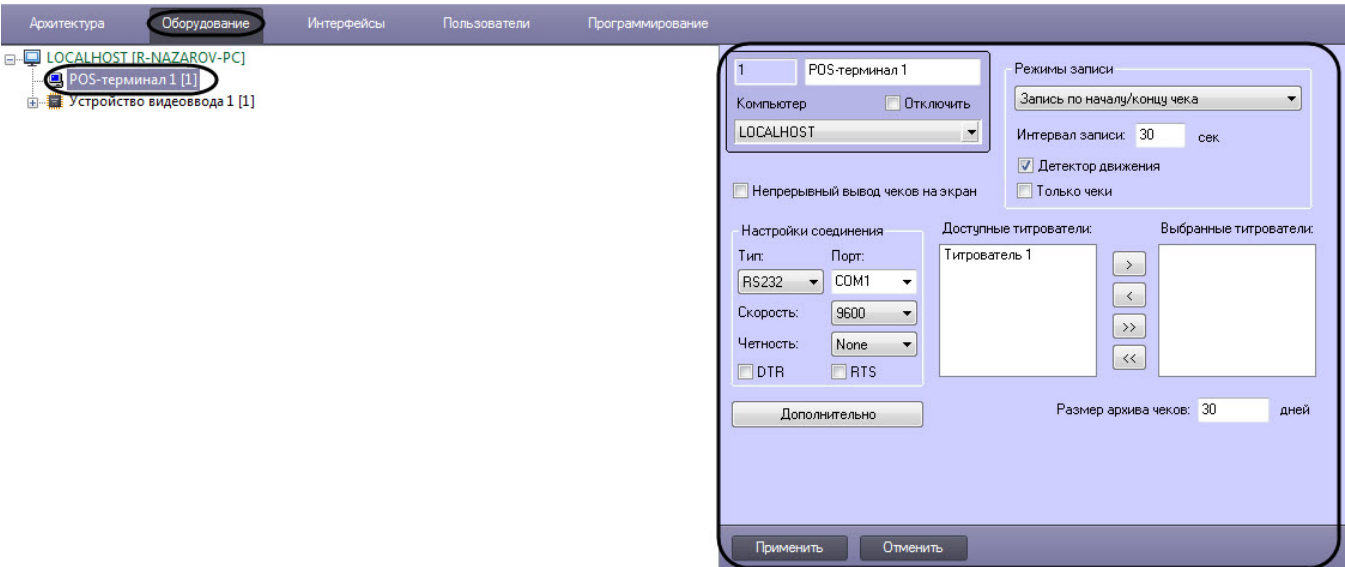 Архитектура Оборудование Интерфейсы Пользователи Программирование
LOCALHOST [R-NAZAROV-PC]
POS-терминал 1 [1]
Устройство видеоввода 1 [1]
1 POS-терминал 1
Компьютер Отключить
LOCALHOST
Режимы записи
Запись по началу/концу чека
Интервал записи: 30 сек
Детектор движения
Только чеки
Непрерывный вывод чеков на экран
Настройки соединения
Тип: Порт:
RS232 COM1
Скорость: 9600
Четность: None
DTR RTS
Доступные титрователи: Выбранные титрователи:
Титрователь 1
>
<
>>
<<
Дополнительно
Размер архива чеков: 30 дней
Применить Отменить